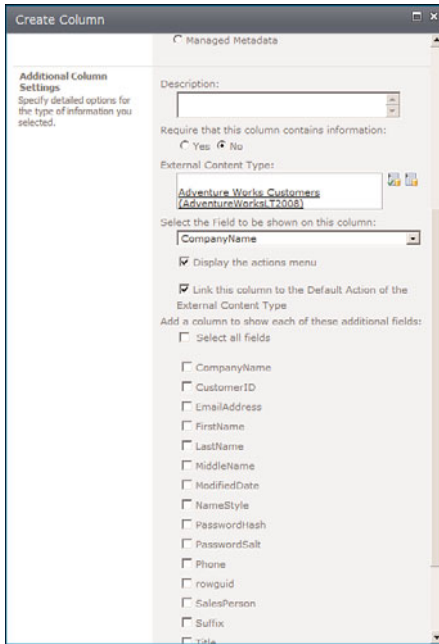 Create Column
Managed Metadata
Additional Column
Settings
Specify detailed options for
the type of information you
selected.
Description:
Require that this column contains information:
Yes No
External Content Type:
Adventure Works Customers
(AdventureWorksLT2008)
Select the Field to be shown on this column:
CompanyName
Display the actions menu
Link this column to the Default Action of the
External Content Type
Add a column to show each of these additional fields:
Select all fields
CompanyName
CustomerID
EmailAddress
FirstName
LastName
MiddleName
ModifiedDate
NameStyle
PasswordHash
PasswordSalt
Phone
rowguid
SalesPerson
Suffix
Title